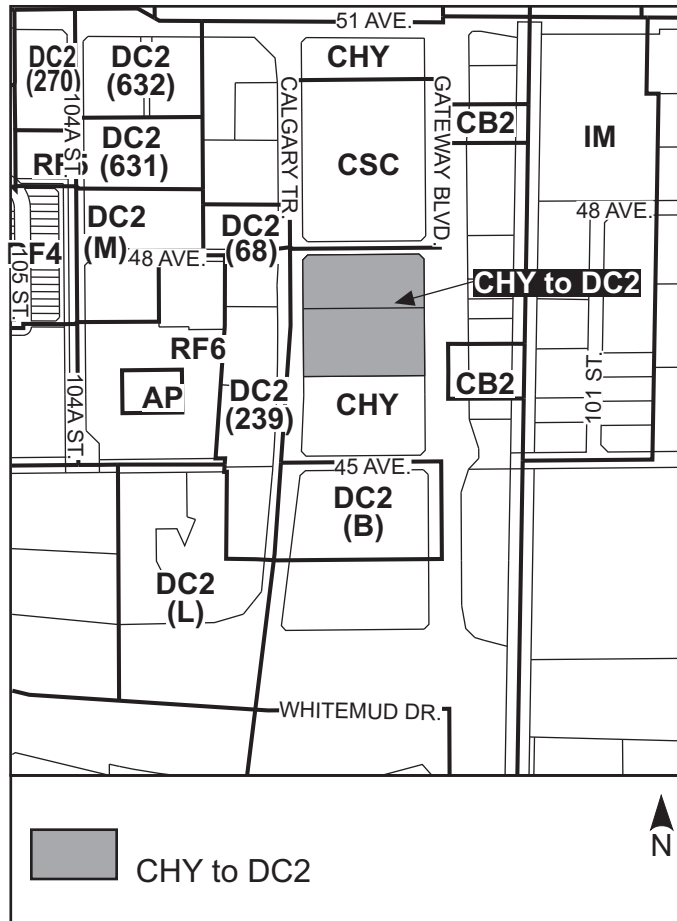 51 AVE.
DC2
(270)
DC2
(632)
CHY
104A ST.
CALGARY TR.
GATEWAY BLVD.
CB2
IM
DC2
(631)
CSC
DC2
(M)
DC2
(68)
48 AVE.
48 AVE.
105 ST.
CHY to DC2
RF6
AP
DC2
(239)
CHY
CB2
101 ST.
104A ST.
45 AVE.
DC2
(B)
DC2
(L)
WHITEMUD DR.
CHY to DC2
N